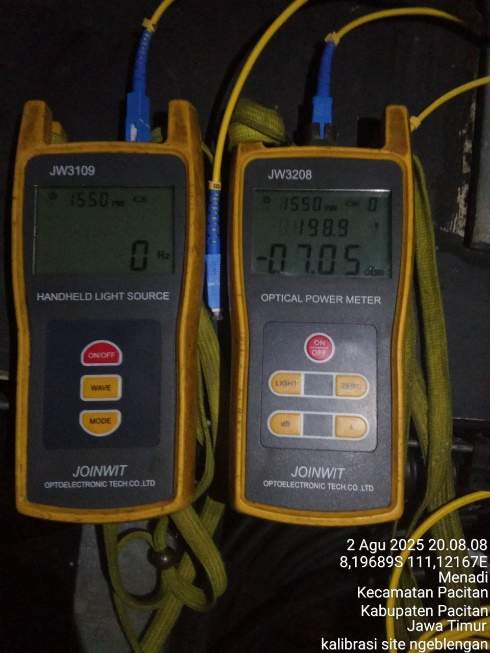 JW3109
1550 nm
0 Hz
HANDHELD LIGHT SOURCE
ON/OFF
WAVE
MODE
JOINWIT
OPTOELECTRONIC TECH.CO.,LTD
JW3208
1550 nm
198.9
-07.05 dBm
OPTICAL POWER METER
ON
OFF
LIGHT
ZERO
dB
λ
JOINWIT
OPTOELECTRONIC TECH.CO.,LTD
2 Agu 2025 20.08.08
8,19689S 111,12167E
Menadi
Kecamatan Pacitan
Kabupaten Pacitan
Jawa Timur
kalibrasi site ngeblengan